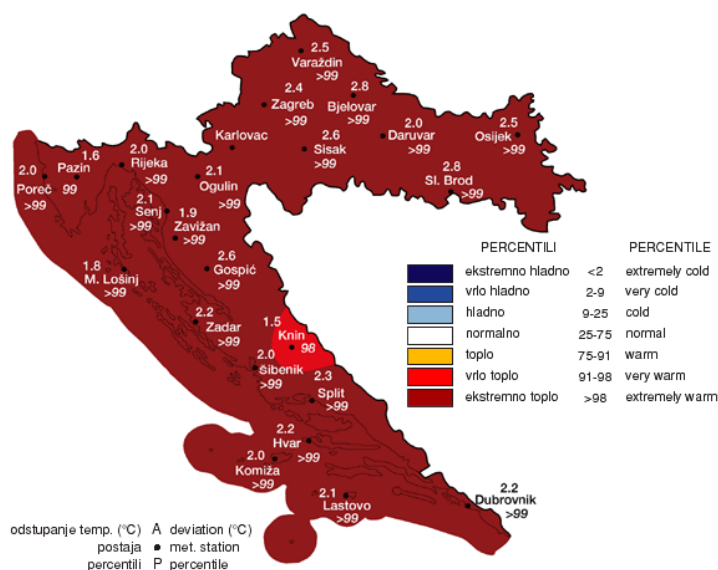 2.5
Varaždin
>99
2.4
Zagreb
>99
2.8
Bjelovar
>99
2.0
Daruvar
>99
2.5
Osijek
>99
Karlovac
2.6
Sisak
>99
2.8
Sl. Brod
>99
2.0
Poreč
>99
1.6
Pazin
99
2.0
Rijeka
>99
2.1
Ogulin
>99
2.1
Senj
>99
1.9
Zavižan
>99
2.6
Gospić
>99
1.8
M. Lošinj
>99
2.2
Zadar
>99
1.5
Knin
98
2.0
Šibenik
>99
2.3
Split
>99
2.2
Hvar
>99
2.0
Komiža
>99
2.1
Lastovo
>99
2.2
Dubrovnik
>99
PERCENTILI PERCENTILE
ekstremno hladno <2 extremely cold
vrlo hladno 2-9 very cold
hladno 9-25 cold
normalno 25-75 normal
toplo 75-91 warm
vrlo toplo 91-98 very warm
ekstremno toplo >98 extremely warm
odstupanje temp. (°C) A deviation (°C)
postaja met. station
percentili P percentile